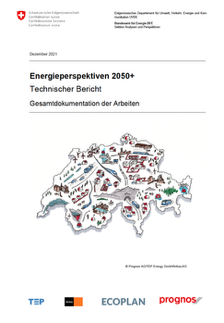 Schweizerische Eidgenossenschaft
Confédération suisse
Confederazione Svizzera
Confederaziun svizra
Eidgenössisches Departement für Umwelt, Verkehr, Energie und Kom-
munikation UVEK
Bundesamt für Energie BFE
Sektion Analysen und Perspektiven
Dezember 2021
Energieperspektiven 2050+
Technischer Bericht
Gesamtdokumentation der Arbeiten
© Prognos AG/TEP Energy GmbH/Infras AG
TEP
ECOPLAN
prognos